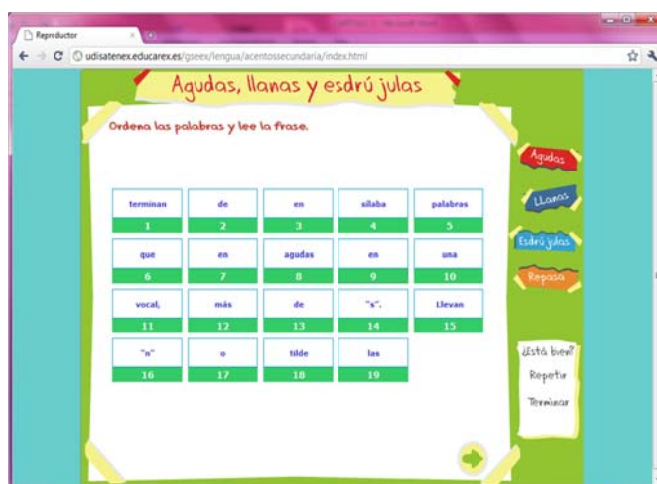 Reproductor
udisatenex.educarex.es/gseex/lengua/acentossecundaria/index.html
Agudas, llanas y esdrú julas
Ordena las palabras y lee la frase.
terminan de en sílaba palabras
1 2 3 4 5
que en agudas en una
6 7 8 9 10
vocal, más de "s". Llevan
11 12 13 14 15
"n" o tilde las
16 17 18 19
Agudas
LLanas
Esdrú julas
Repasa
¿Está bien?
Repetir
Terminar